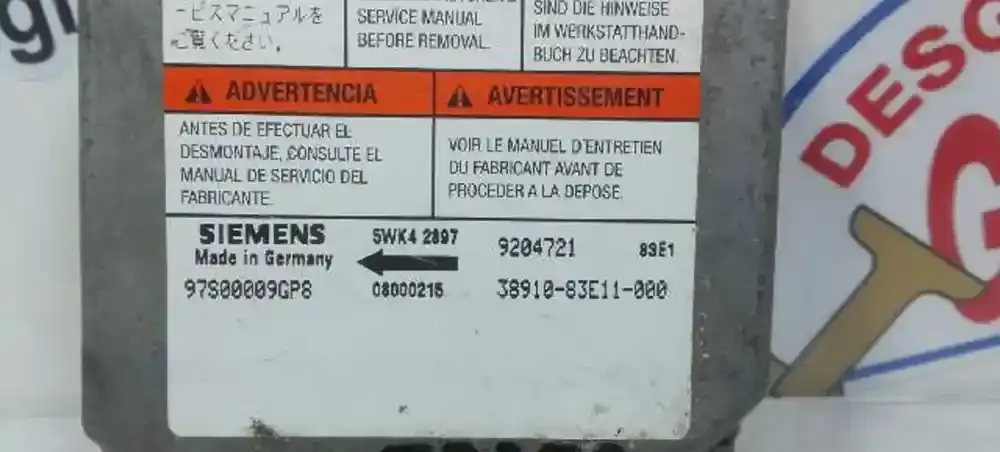 ービスマニュアルを
ご覧ください。
SERVICE MANUAL
BEFORE REMOVAL.
SIND DIE HINWEISE
IM WERKSTATTHAND-
BUCH ZU BEACHTEN.
ADVERTENCIA
AVERTISSEMENT
ANTES DE EFECTUAR EL
DESMONTAJE, CONSULTE EL
MANUAL DE SERVICIO DEL
FABRICANTE.
VOIR LE MANUEL D'ENTRETIEN
DU FABRICANT AVANT DE
PROCEDER A LA DEPOSE.
SIEMENS
Made in Germany
5WK4 2897
9204721
83E1
97S00009GP8
08000215
38910-83E11-000
DESG
G